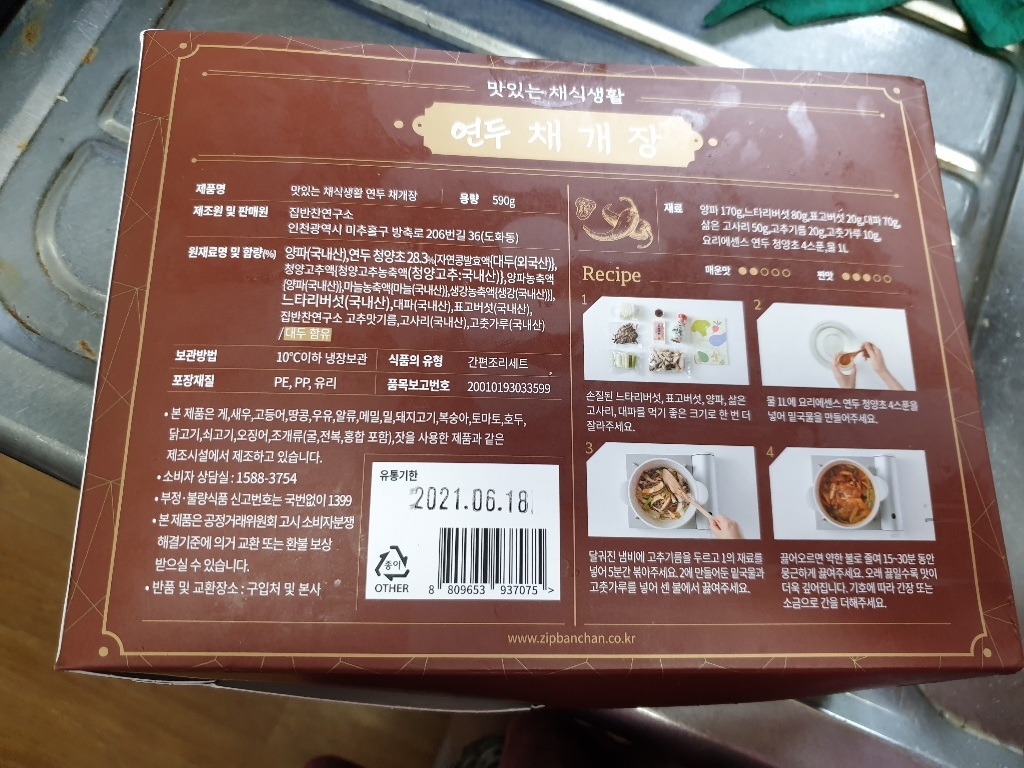 맛있는 채식생활
연두 채개장
제품명 맛있는 채식생활 연두 채개장 용량 590g
제조원 및 판매원 집반찬연구소
인천광역시 미추홀구 방축로 206번길 36(도화동)
원재료명 및 함량(%) 양파(국내산),연두 청양초 28.3%{자연콩발효액(대두(외국산)},
청양고추액{청양고추농축액(청양고추:국내산)},양파농축액
{양파(국내산)},마늘농축액{마늘(국내산)},생강농축액{생강(국내산)}],
느타리버섯(국내산),대파(국내산),표고버섯(국내산),
집반찬연구소 고추맛기름,고사리(국내산),고춧가루(국내산)
/대두 함유
보관방법 10℃이하 냉장보관 식품의 유형 간편조리세트
포장재질 PE, PP, 유리 품목보고번호 20010193033599
• 본 제품은 게,새우,고등어,땅콩,우유,알류,메밀,밀,돼지고기,복숭아,토마토,호두,
닭고기,쇠고기,오징어,조개류(굴,전복,홍합 포함),잣을 사용한 제품과 같은
제조시설에서 제조하고 있습니다.
• 소비자 상담실 : 1588-3754
• 부정·불량식품 신고번호는 국번없이 1399
• 본 제품은 공정거래위원회 고시 소비자분쟁
해결기준에 의거 교환 또는 환불 보상
받으실 수 있습니다.
• 반품 및 교환장소 : 구입처 및 본사
유통기한
2021.06.18
종이
OTHER
8 809653 937075 >
재료 양파 170g,느타리버섯 80g,표고버섯 20g,대파 70g,
삶은 고사리 50g,고추기름 20g,고춧가루 10g,
요리에센스 연두 청양초 4스푼,물 1L
Recipe 매운맛 짠맛
1
손질된 느타리버섯, 표고버섯, 양파, 삶은
고사리, 대파를 먹기 좋은 크기로 한 번 더
잘라주세요.
2
물 1L에 요리에센스 연두 청양초 4스푼을
넣어 밑국물을 만들어주세요.
3
달궈진 냄비에 고추기름을 두르고 1의 재료를
넣어 5분간 볶아주세요. 2에 만들어둔 밑국물과
고춧가루를 넣어 센 불에서 끓여주세요.
4
끓어오르면 약한 불로 줄여 15-30분 동안
뭉근하게 끓여주세요. 오래 끓일수록 맛이
더욱 깊어집니다. 기호에 따라 간장 또는
소금으로 간을 더해주세요.
www.zipbanchan.co.kr